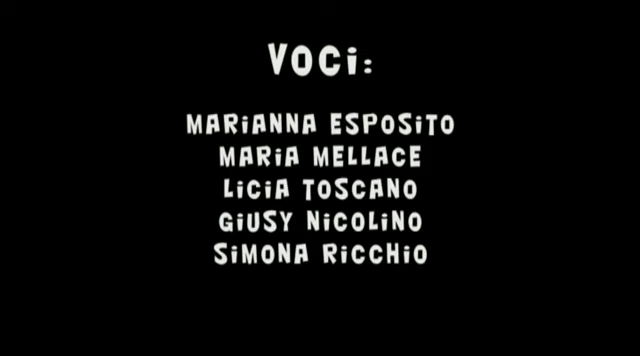 VOCi:
MARiANNA ESPOSiTO
MARiA MELLACE
LiCiA TOSCANO
GiUSY NiCOLiNO
SiMONA RiCCHiO